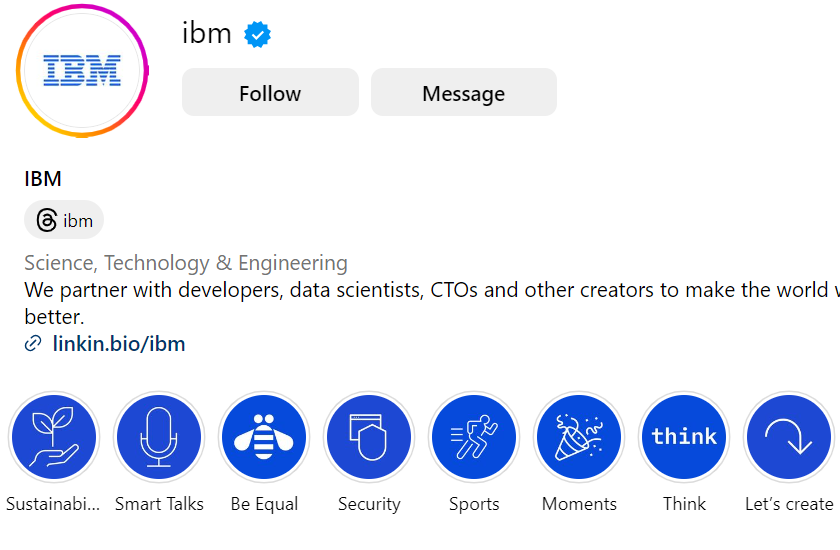 IBM
ibm
Follow
Message
IBM
ibm
Science, Technology & Engineering
We partner with developers, data scientists, CTOs and other creators to make the world
better.
linkin.bio/ibm
think
Sustainabi...
Smart Talks
Be Equal
Security
Sports
Moments
Think
Let's create